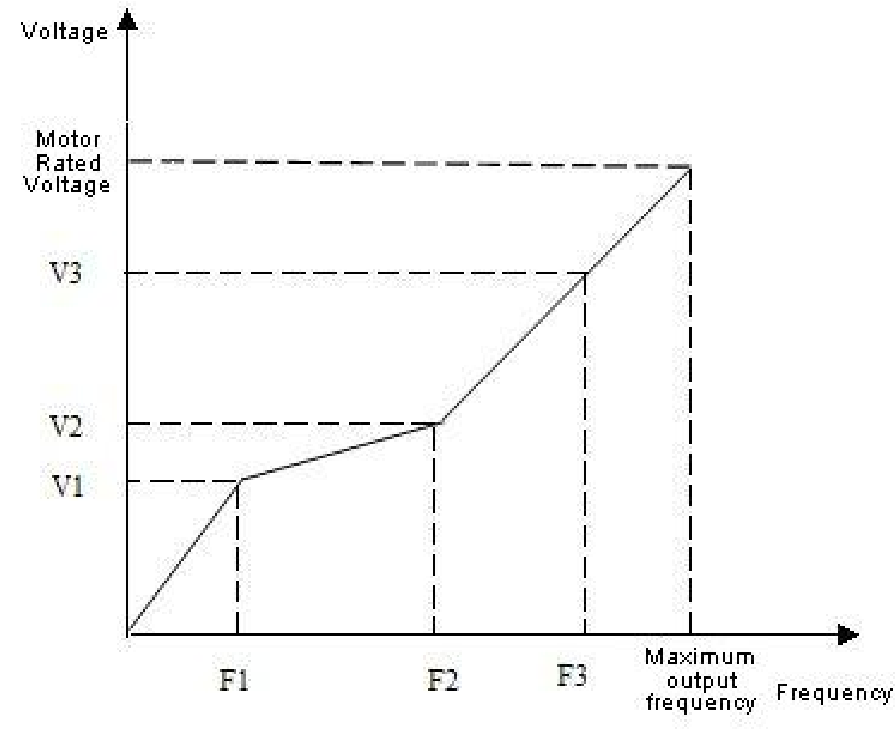 Voltage
Motor
Rated
Voltage
V3
V2
V1
F1
F2
F3
Maximum
output
frequency
Frequency